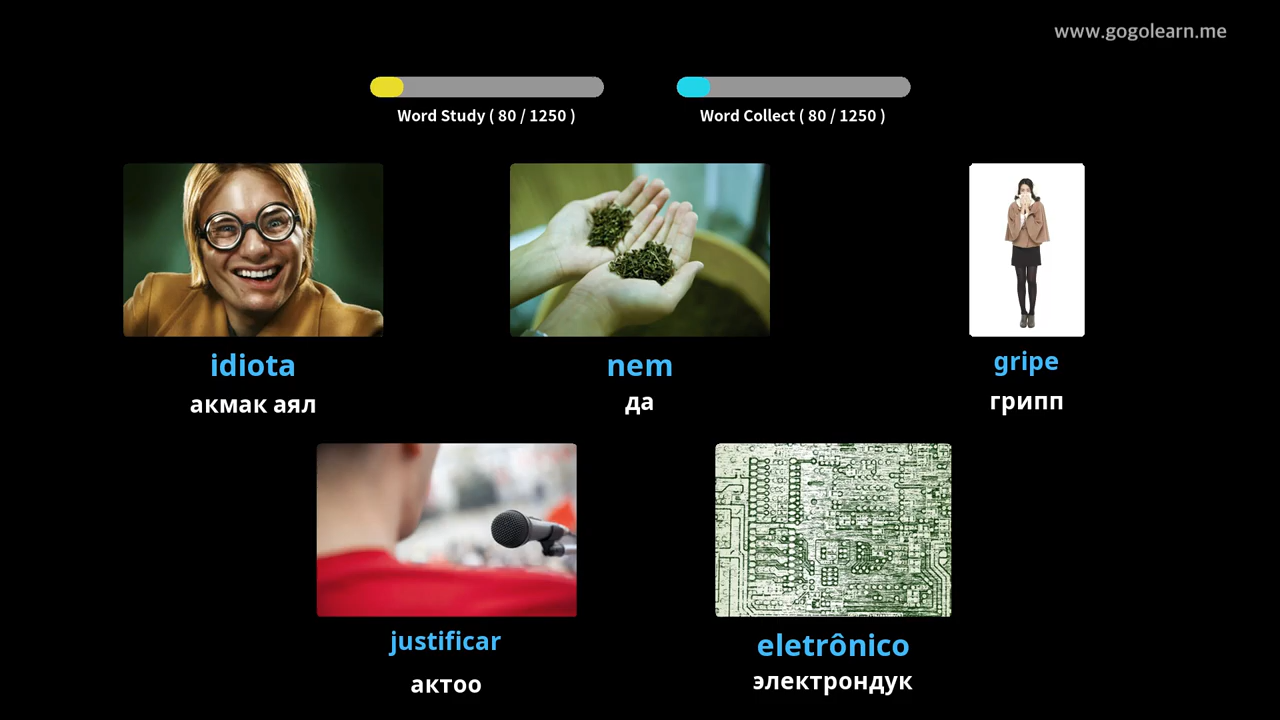 www.gogolearn.me
Word Study ( 80 / 1250 )
Word Collect ( 80 / 1250 )
idiota
акмак аял
nem
да
gripe
грипп
justificar
актоо
eletrônico
электрондук